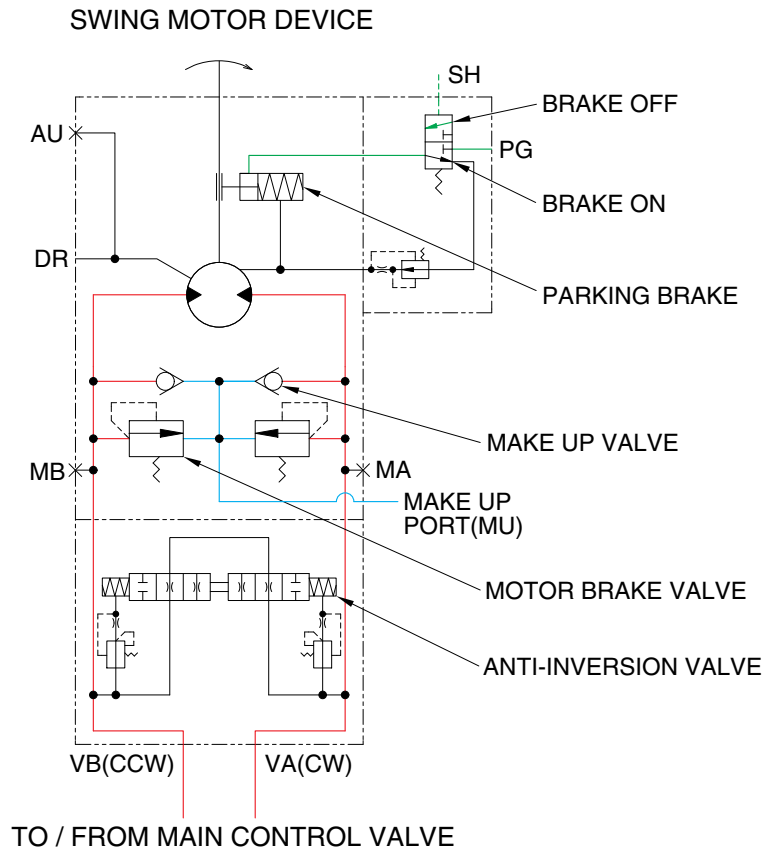 SWING MOTOR DEVICE
SH
BRAKE OFF
AU
PG
BRAKE ON
DR
PARKING BRAKE
MAKE UP VALVE
MB
MA
MAKE UP
PORT(MU)
MOTOR BRAKE VALVE
ANTI-INVERSION VALVE
VB(CCW)
VA(CW)
TO / FROM MAIN CONTROL VALVE